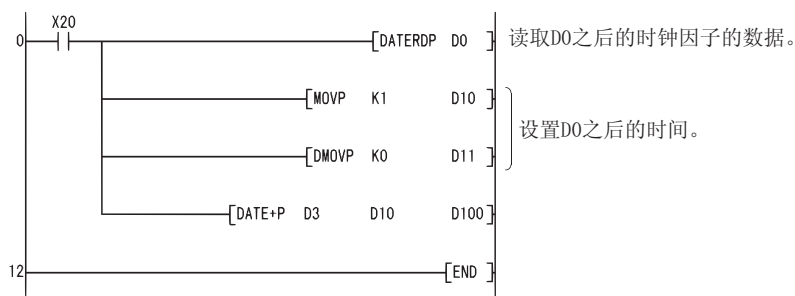 X20
0 [DATERDP D0 ] 读取D0之后的时钟因子的数据。
[MOVP K1 D10 ]
设置D0之后的时间。
[DMOVP K0 D11 ]
[DATE+P D3 D10 D100 ]
12 [END ]